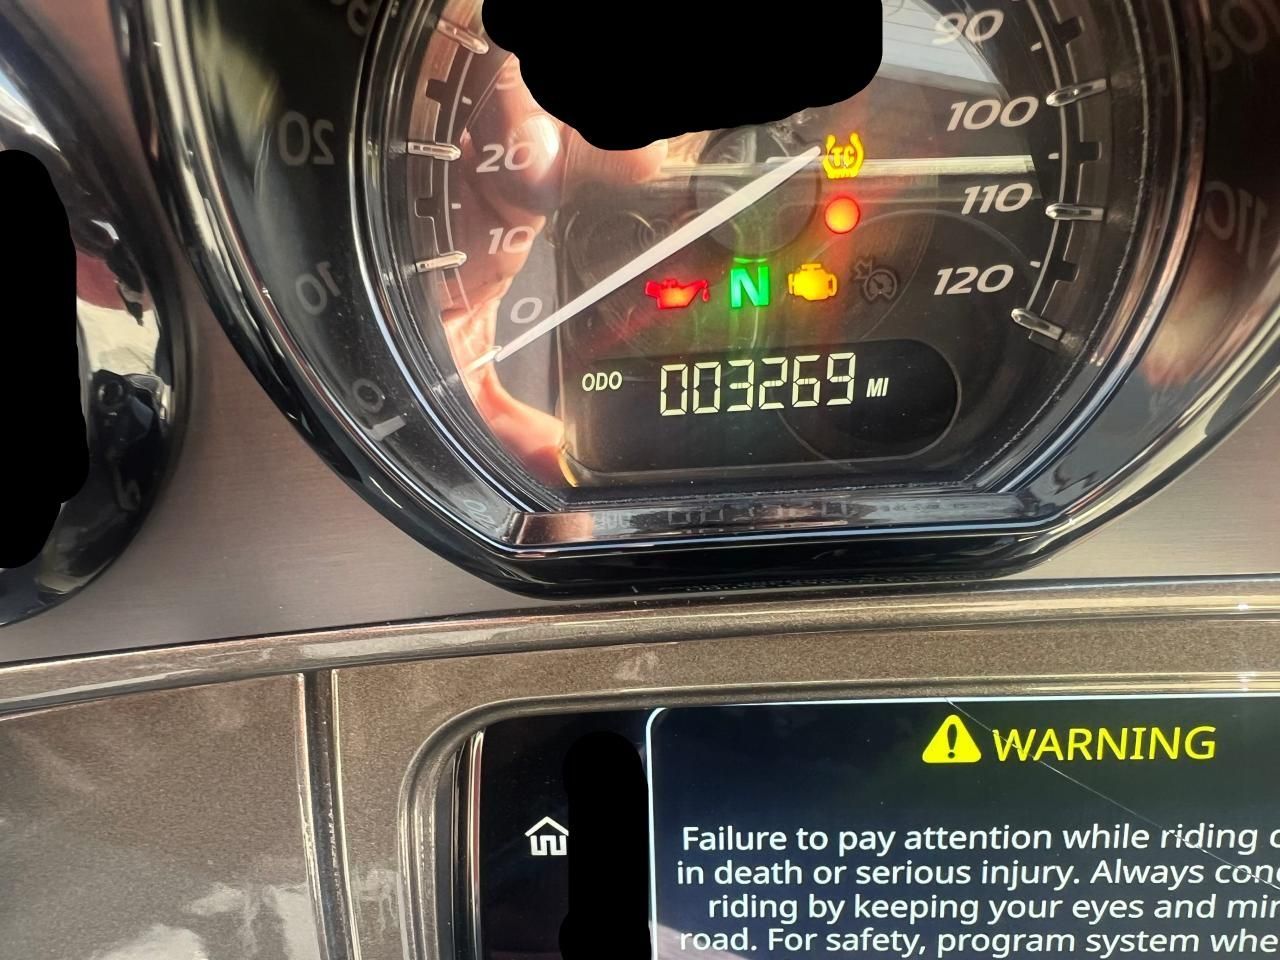 90
100
20
110
10
120
0
TC
N
ODO 003269 MI
WARNING
Failure to pay attention while riding
in death or serious injury. Always
riding by keeping your eyes and
road. For safety, program system